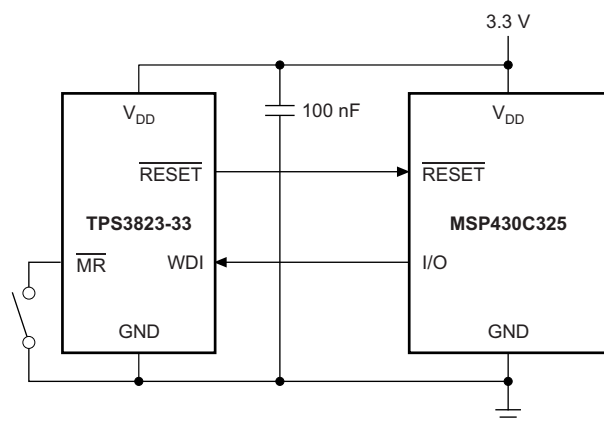 3.3 V
V_DD
100 nF
V_DD
RESET
RESET
TPS3823-33
MSP430C325
MR
WDI
I/O
GND
GND